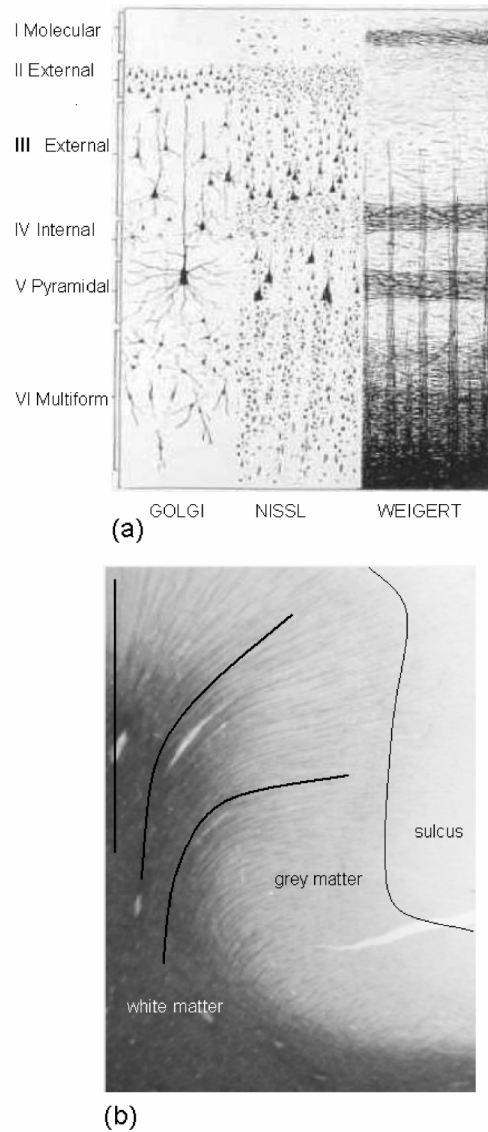 I Molecular
II External
III External
IV Internal
V Pyramidal
VI Multiform
GOLGI NISSL WEIGERT
(a)
sulcus
grey matter
white matter
(b)